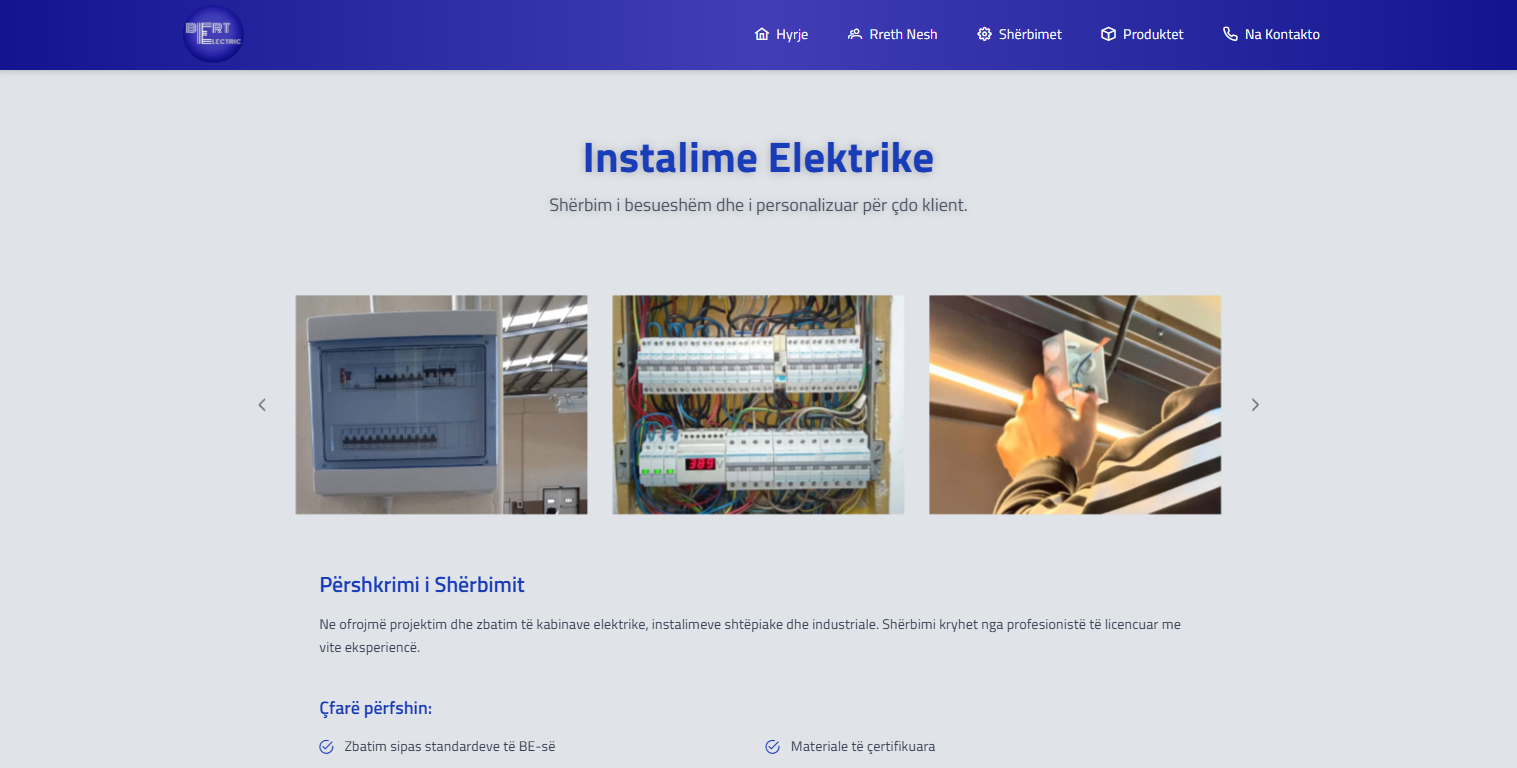 BERT
ELECTRIC
Hyrje
Rreth Nesh
Shërbimet
Produktet
Na Kontakto
Instalime Elektrike
Shërbim i besueshëm dhe i personalizuar për çdo klient.
389
Përshkrimi i Shërbimit
Ne ofrojmë projektim dhe zbatim të kabinave elektrike, instalimeve shtëpiake dhe industriale. Shërbimi kryhet nga profesionistë të licencuar me
vite eksperiencë.
Çfarë përfshin:
Zbatim sipas standardeve të BE-së
Materiale të çertifikuara